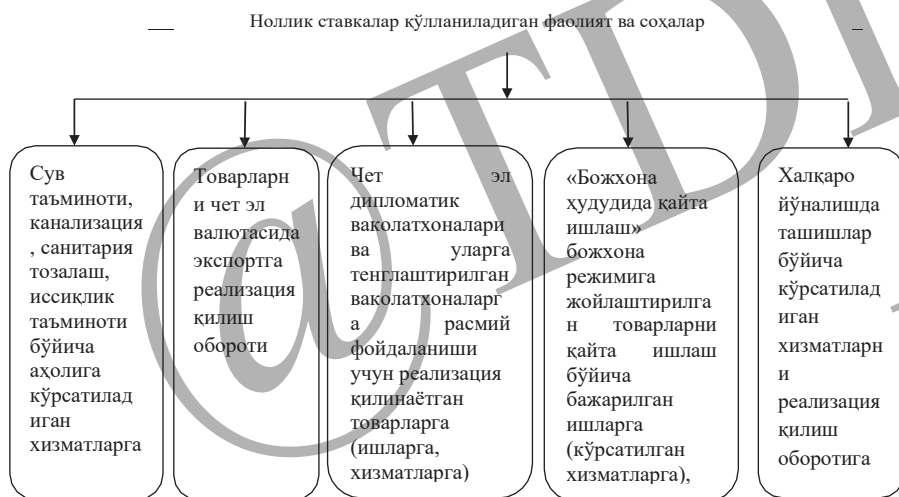 Ноллик ставкалар қўлланиладиган фаолият ва соҳалар
Сув
таъминоти,
канализация
, санитария
тозалаш,
иссиқлик
таъминоти
бўйича
аҳолига
кўрсатилад
иган
хизматларга
Товарларн
и чет эл
валютасида
экспортга
реализация
қилиш
обороти
Чет эл
дипломатик
ваколатхоналари
ва уларга
тенглаштирилган
ваколатхоналарг
а расмий
фойдаланиши
учун реализация
қилинаётган
товарларга
(ишларга,
хизматларга)
«Божхона
ҳудудида қайта
ишлаш»
божхона
режимига
жойлаштирилга
н товарларни
қайта ишлаш
бўйича
бажарилган
ишларга
(кўрсатилган
хизматларга),
Халқаро
йўналишда
ташишлар
бўйича
кўрсатилад
иган
хизматларн
и
реализация
қилиш
оборотига